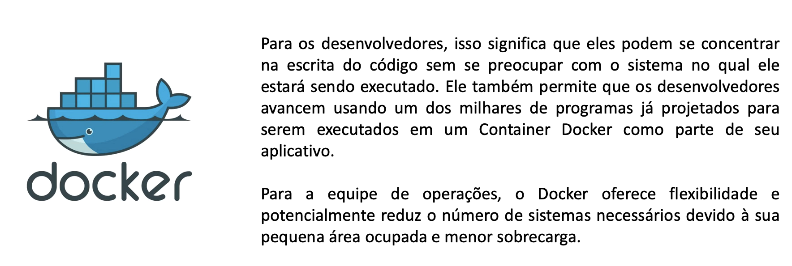 docker
Para os desenvolvedores, isso significa que eles podem se concentrar
na escrita do código sem se preocupar com o sistema no qual ele
estará sendo executado. Ele também permite que os desenvolvedores
avancem usando um dos milhares de programas já projetados para
serem executados em um Container Docker como parte de seu
aplicativo.
Para a equipe de operações, o Docker oferece flexibilidade e
potencialmente reduz o número de sistemas necessários devido à sua
pequena área ocupada e menor sobrecarga.